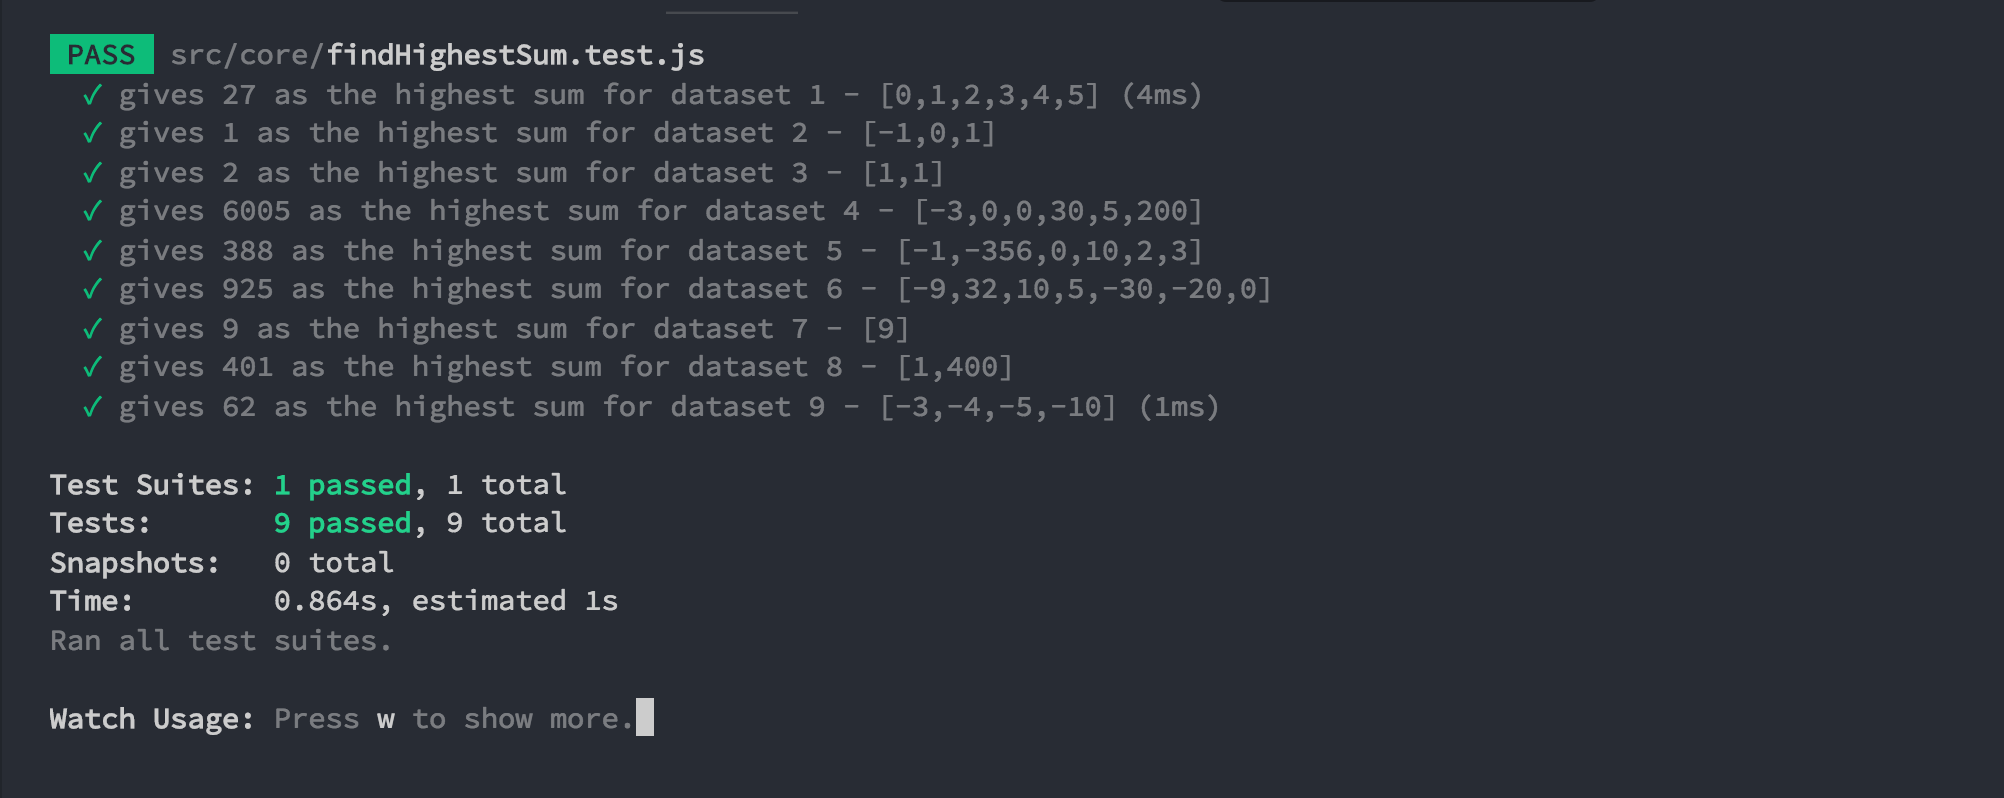 PASS src/core/findHighestSum.test.js
✓ gives 27 as the highest sum for dataset 1 - [0,1,2,3,4,5] (4ms)
✓ gives 1 as the highest sum for dataset 2 - [-1,0,1]
✓ gives 2 as the highest sum for dataset 3 - [1,1]
✓ gives 6005 as the highest sum for dataset 4 - [-3,0,0,30,5,200]
✓ gives 388 as the highest sum for dataset 5 - [-1,-356,0,10,2,3]
✓ gives 925 as the highest sum for dataset 6 - [-9,32,10,5,-30,-20,0]
✓ gives 9 as the highest sum for dataset 7 - [9]
✓ gives 401 as the highest sum for dataset 8 - [1,400]
✓ gives 62 as the highest sum for dataset 9 - [-3,-4,-5,-10] (1ms)
Test Suites: 1 passed, 1 total
Tests: 9 passed, 9 total
Snapshots: 0 total
Time: 0.864s, estimated 1s
Ran all test suites.
Watch Usage: Press w to show more.